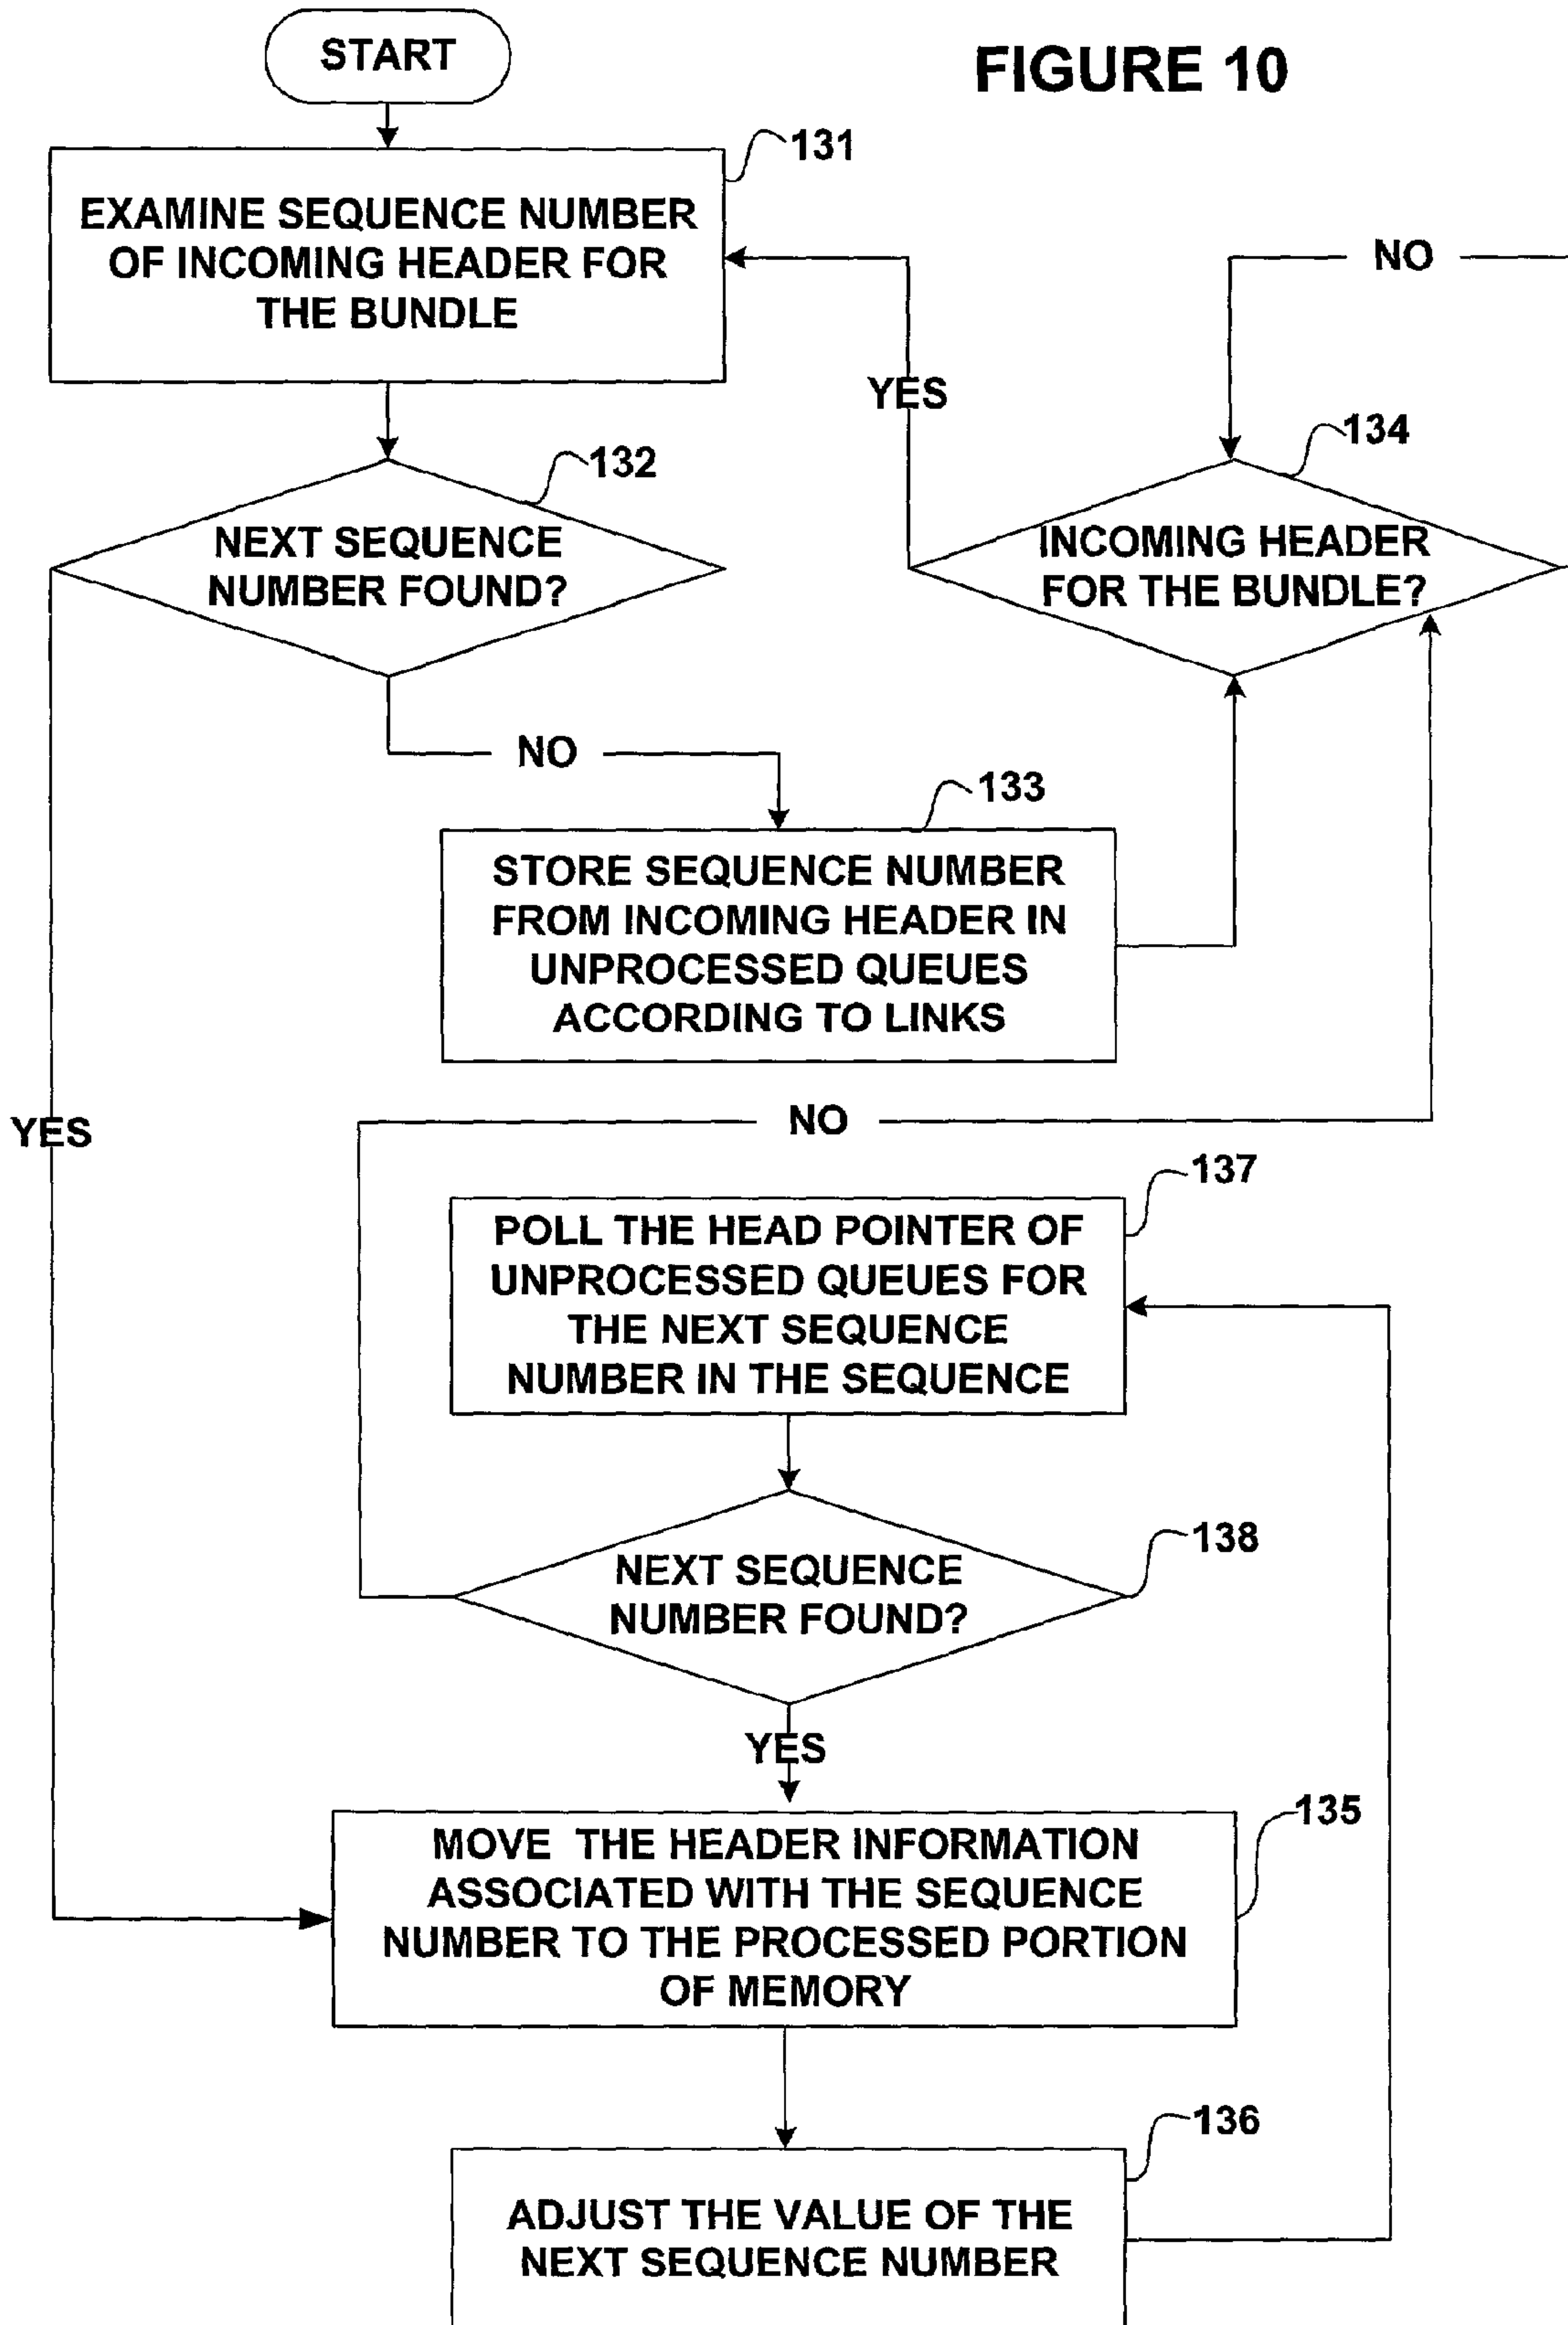 START
FIGURE 10
131
EXAMINE SEQUENCE NUMBER
OF INCOMING HEADER FOR
THE BUNDLE
NO
YES
134
132
NEXT SEQUENCE
NUMBER FOUND?
INCOMING HEADER
FOR THE BUNDLE?
NO
133
STORE SEQUENCE NUMBER
FROM INCOMING HEADER IN
UNPROCESSED QUEUES
ACCORDING TO LINKS
YES
NO
137
POLL THE HEAD POINTER OF
UNPROCESSED QUEUES FOR
THE NEXT SEQUENCE
NUMBER IN THE SEQUENCE
138
NEXT SEQUENCE
NUMBER FOUND?
YES
135
MOVE THE HEADER INFORMATION
ASSOCIATED WITH THE SEQUENCE
NUMBER TO THE PROCESSED PORTION
OF MEMORY
136
ADJUST THE VALUE OF THE
NEXT SEQUENCE NUMBER